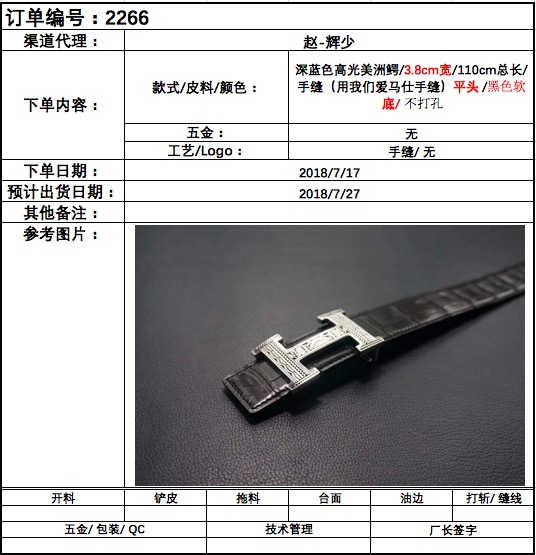 订单编号：2266
渠道代理： 赵-辉少
下单内容：
款式/皮料/颜色：
深蓝色高光美洲鳄/3.8cm宽/110cm总长/
手缝（用我们爱马仕手缝）平头 /黑色软
底/ 不打孔
五金： 无
工艺/Logo： 手缝/ 无
下单日期： 2018/7/17
预计出货日期： 2018/7/27
其他备注：
参考图片：
开料 铲皮 拖料 台面 油边 打斩/ 缝线
五金/ 包装/ QC 技术管理 厂长签字